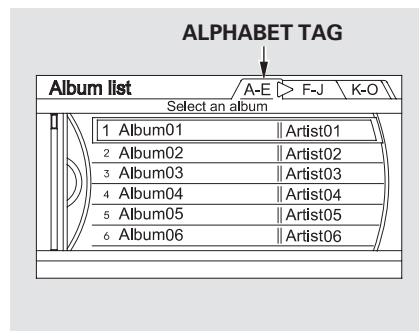 ALPHABET TAG
Album list A-E F-J K-O
Select an album
1 Album01 Artist01
2 Album02 Artist02
3 Album03 Artist03
4 Album04 Artist04
5 Album05 Artist05
6 Album06 Artist06